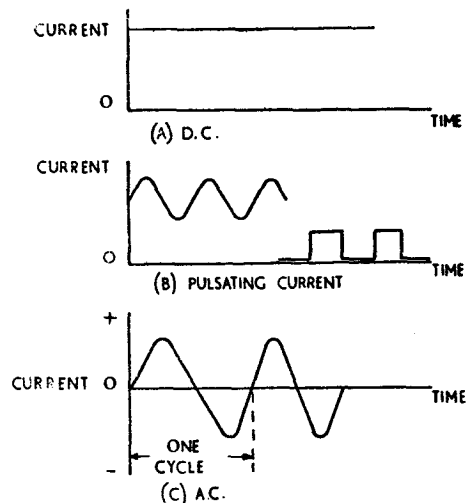 CURRENT
O
TIME
(A) D.C.
CURRENT
O
TIME
(B) PULSATING CURRENT
+
CURRENT O
TIME
ONE
CYCLE
-
(C) A.C.